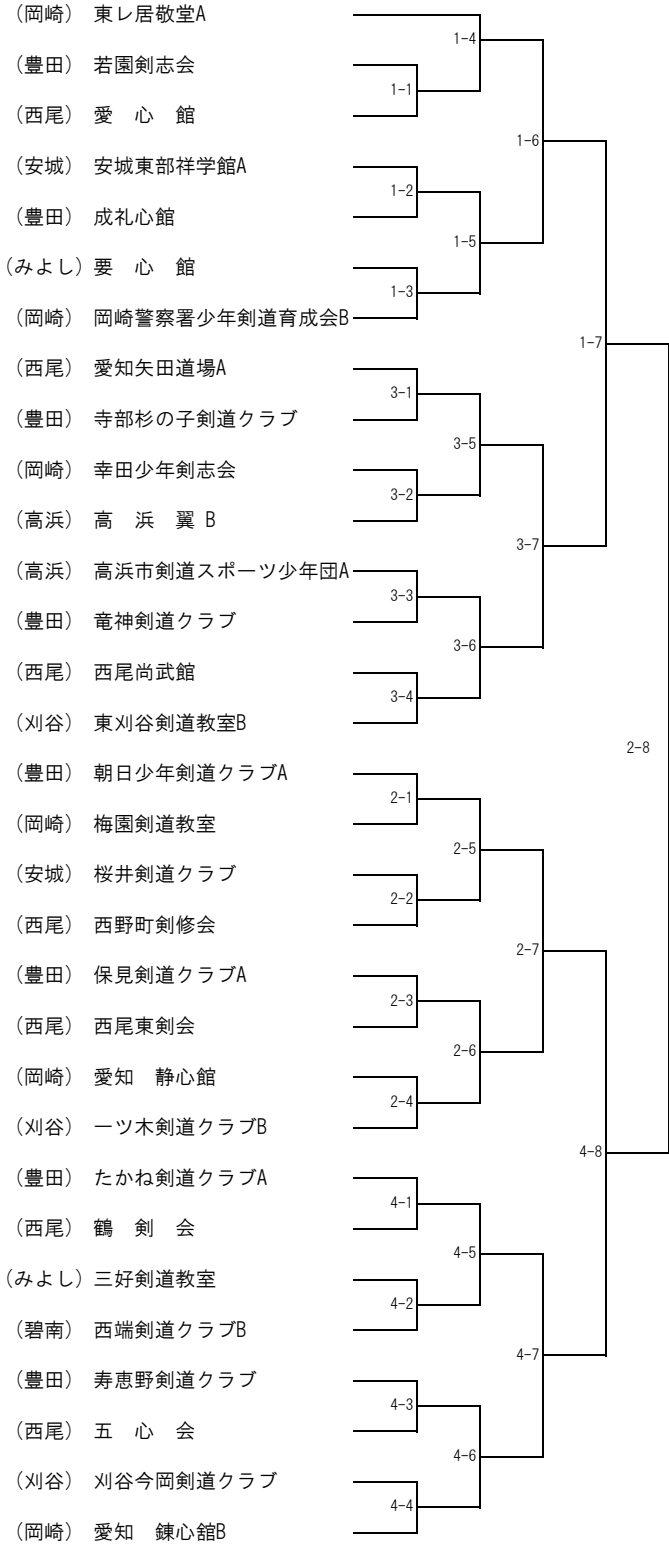 （岡崎） 東レ居敬堂A
1-4
（豊田） 若園剣志会
1-1
（西尾） 愛　心　館
1-6
（安城） 安城東部祥学館A
1-2
（豊田） 成礼心館
1-5
（みよし） 要　心　館
1-3
（岡崎） 岡崎警察署少年剣道育成会B
1-7
（西尾） 愛知矢田道場A
3-1
（豊田） 寺部杉の子剣道クラブ
3-5
（岡崎） 幸田少年剣志会
3-2
（高浜） 高　浜　翼 B
3-7
（高浜） 高浜市剣道スポーツ少年団A
3-3
（豊田） 竜神剣道クラブ
3-6
（西尾） 西尾尚武館
3-4
（刈谷） 東刈谷剣道教室B
2-8
（豊田） 朝日少年剣道クラブA
2-1
（岡崎） 梅園剣道教室
2-5
（安城） 桜井剣道クラブ
2-2
（西尾） 西野町剣修会
2-7
（豊田） 保見剣道クラブA
2-3
（西尾） 西尾東剣会
2-6
（岡崎） 愛知　静心館
2-4
（刈谷） 一ツ木剣道クラブB
4-8
（豊田） たかね剣道クラブA
4-1
（西尾） 鶴　剣　会
4-5
（みよし） 三好剣道教室
4-2
（碧南） 西端剣道クラブB
4-7
（豊田） 寿恵野剣道クラブ
4-3
（西尾） 五　心　会
4-6
（刈谷） 刈谷今岡剣道クラブ
4-4
（岡崎） 愛知　錬心舘B